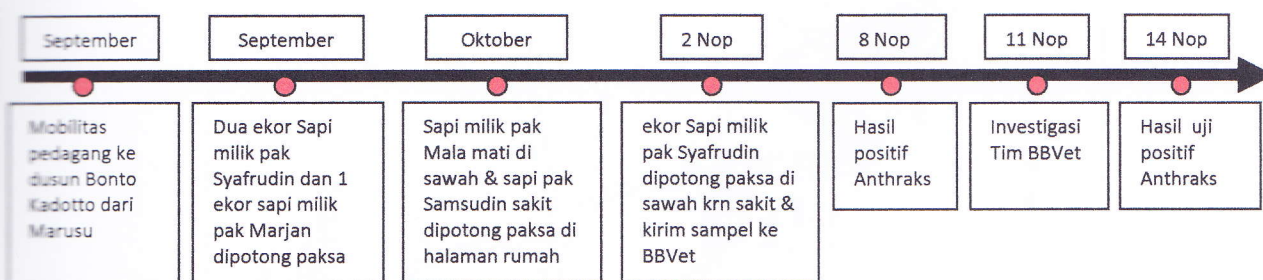 September
September
Oktober
2 Nop
8 Nop
11 Nop
14 Nop
Mobilitas
pedagang ke
dusun Bonto
Kadotto dari
Marusu
Dua ekor Sapi
milik pak
Syafrudin dan 1
ekor sapi milik
pak Marjan
dipotong paksa
Sapi milik pak
Mala mati di
sawah & sapi pak
Samsudin sakit
dipotong paksa di
halaman rumah
ekor Sapi milik
pak Syafrudin
dipotong paksa di
sawah krn sakit &
kirim sampel ke
BBVet
Hasil
positif
Anthraks
Investigasi
Tim BBVet
Hasil uji
positif
Anthraks